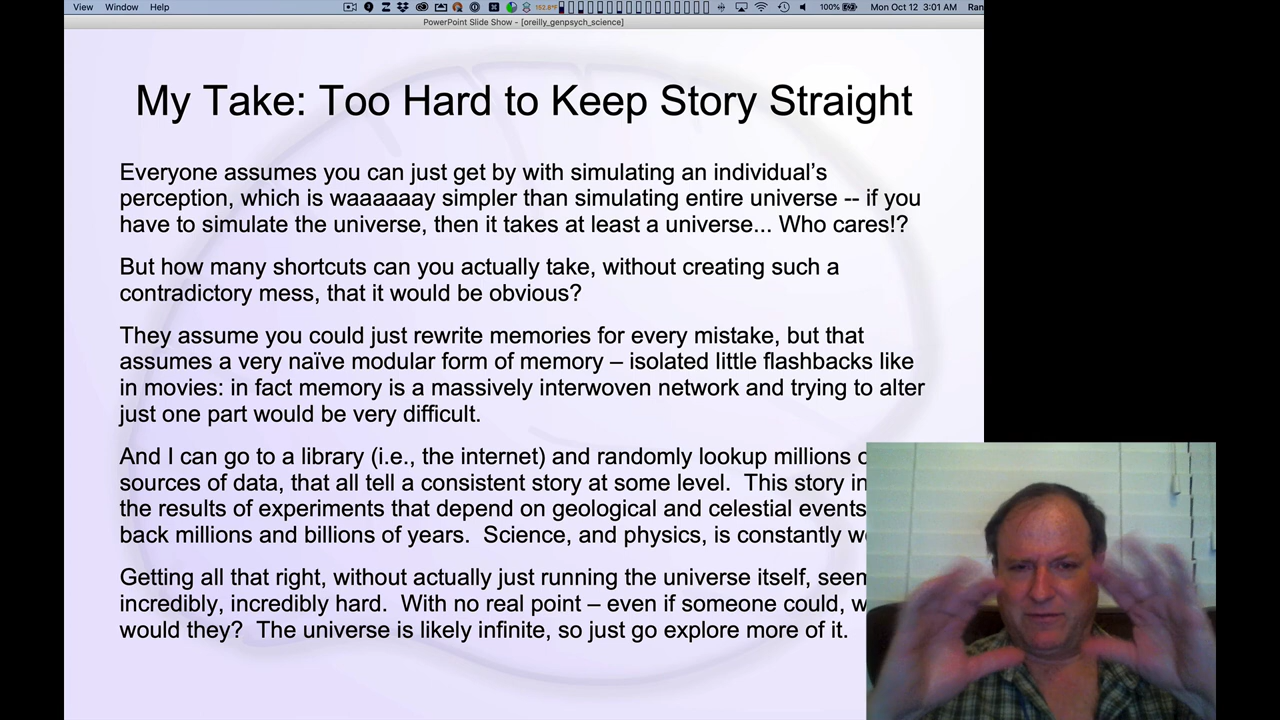 View Window Help 152.8°F 100% Mon Oct 12 3:01 AM Ran
PowerPoint Slide Show - [oreilly_genpsych_science]
My Take: Too Hard to Keep Story Straight
Everyone assumes you can just get by with simulating an individual’s
perception, which is waaaaaay simpler than simulating entire universe -- if you
have to simulate the universe, then it takes at least a universe... Who cares!?
But how many shortcuts can you actually take, without creating such a
contradictory mess, that it would be obvious?
They assume you could just rewrite memories for every mistake, but that
assumes a very naïve modular form of memory – isolated little flashbacks like
in movies: in fact memory is a massively interwoven network and trying to alter
just one part would be very difficult.
And I can go to a library (i.e., the internet) and randomly lookup millions
sources of data, that all tell a consistent story at some level. This story
the results of experiments that depend on geological and celestial events
back millions and billions of years. Science, and physics, is constantly
Getting all that right, without actually just running the universe itself,
incredibly, incredibly hard. With no real point – even if someone could,
would they? The universe is likely infinite, so just go explore more of it.